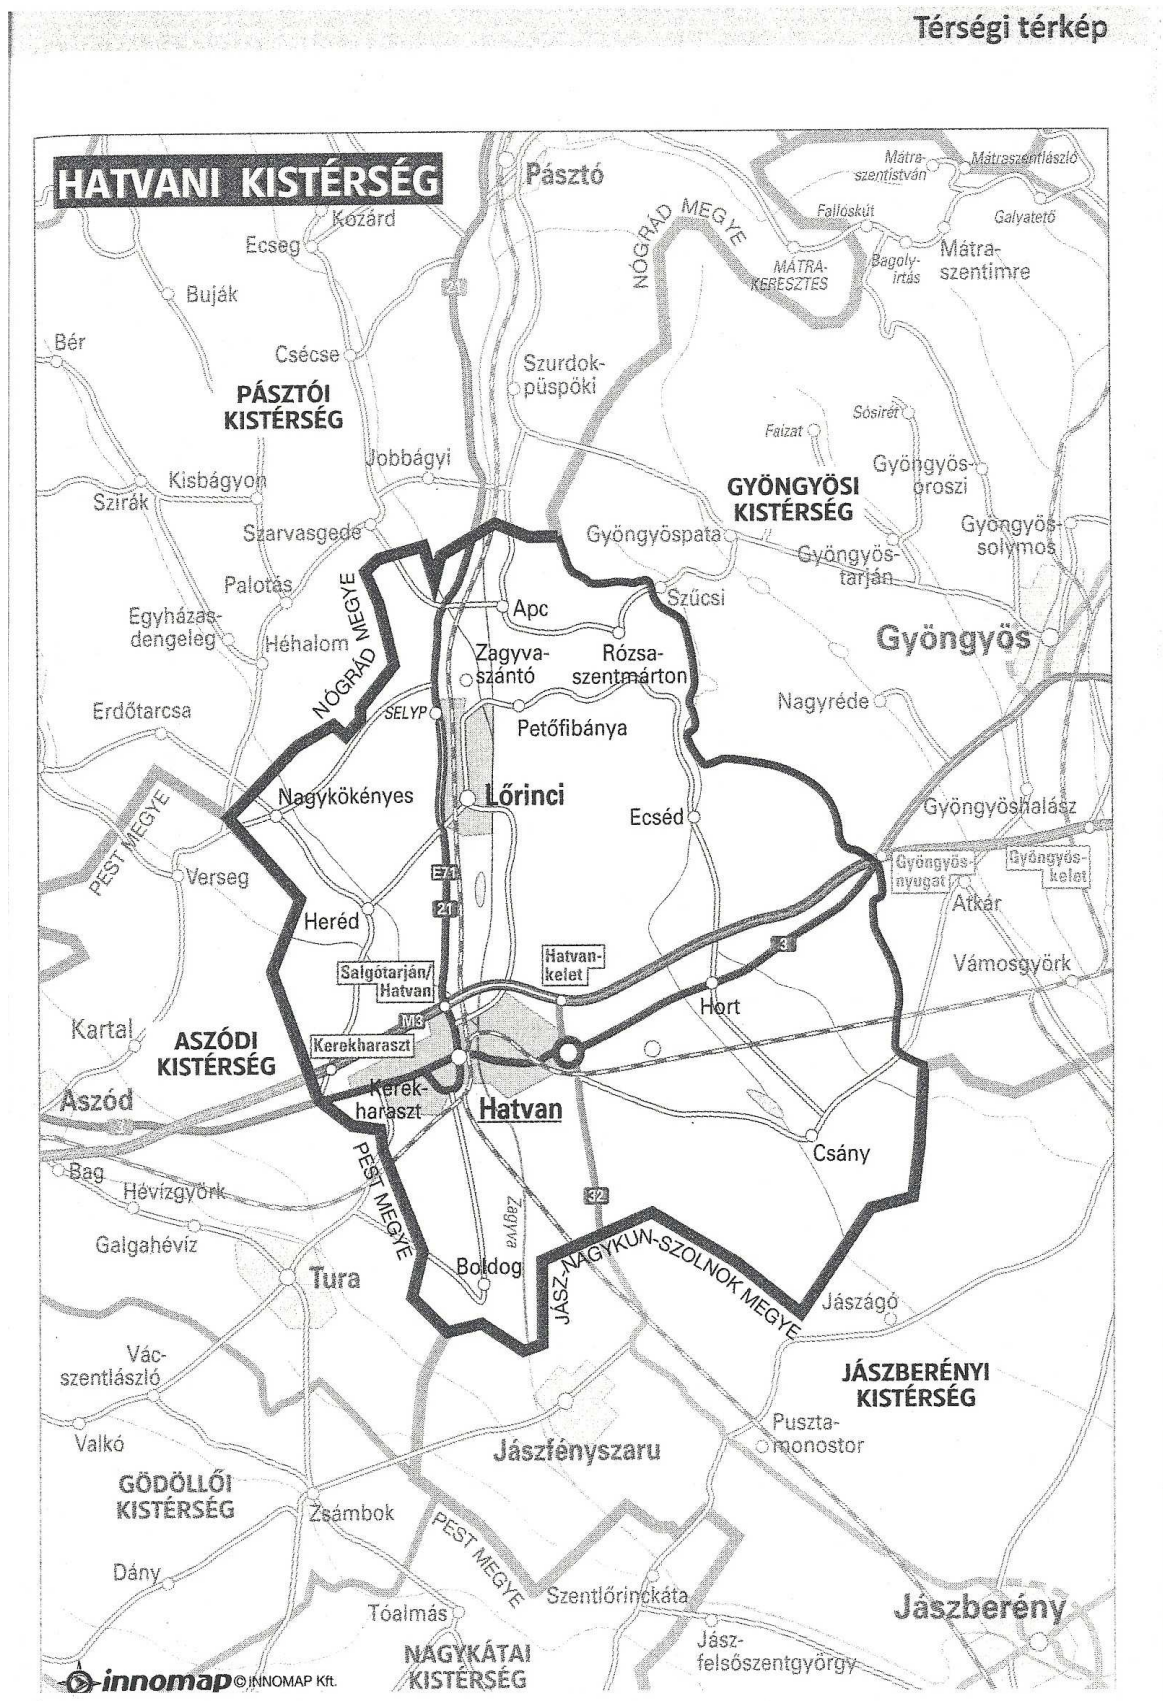 Térségi térkép
HATVANI KISTÉRSÉG
Pásztó
Kozárd
Ecseg
Mátra-
szentistván
Mátraszentlászló
Fallóskút
Galyatető
NÓGRÁD MEGYE
MÁTRA-
KERESZTES
Bagoly-
irtás
Mátra-
szentimre
Buják
21
Bér
Csécse
Szurdok-
püspöki
PÁSZTÓI
KISTÉRSÉG
Sósirét
Fajzat
Jobbágyi
Kisbágyon
Szirák
GYÖNGYÖSI
KISTÉRSÉG
Gyöngyös-
oroszi
Szarvasgede
Gyöngyöspata
Gyöngyös-
tarján
Gyöngyös-
solymos
Palotás
NÓGRÁD MEGYE
Apc
Szűcsi
Egyházas-
dengeleg
Héhalom
Zagyva-
szántó
Rózsa-
szentmárton
Gyöngyös
Erdőtarcsa
SELYP
Petőfibánya
Nagyréde
Nagykökényes
Lőrinci
Ecséd
Gyöngyöshalász
PEST MEGYE
Verseg
E71
21
Gyöngyös-
nyugat
Gyöngyös-
kelet
Atkár
Heréd
3
Salgótarján/
Hatvan
Hatvan-
kelet
Vámosgyörk
M3
Hort
Kartal
ASZÓDI
KISTÉRSÉG
Kerekharaszt
Aszód
3
Kerek-
haraszt
Hatvan
Csány
Bag
PEST MEGYE
Hévízgyörk
32
Zagyva
Galgahévíz
Boldog
Tura
JÁSZ-NAGYKUN-SZOLNOK MEGYE
Jászágó
Vác-
szentlászló
JÁSZBERÉNYI
KISTÉRSÉG
Valkó
Jászfényszaru
Puszta-
monostor
GÖDÖLLŐI
KISTÉRSÉG
Zsámbok
PEST MEGYE
Dány
Szentlőrinckáta
Tóalmás
Jászberény
NAGYKÁTAI
KISTÉRSÉG
Jász-
felsőszentgyörgy
innomap © INNOMAP Kft.